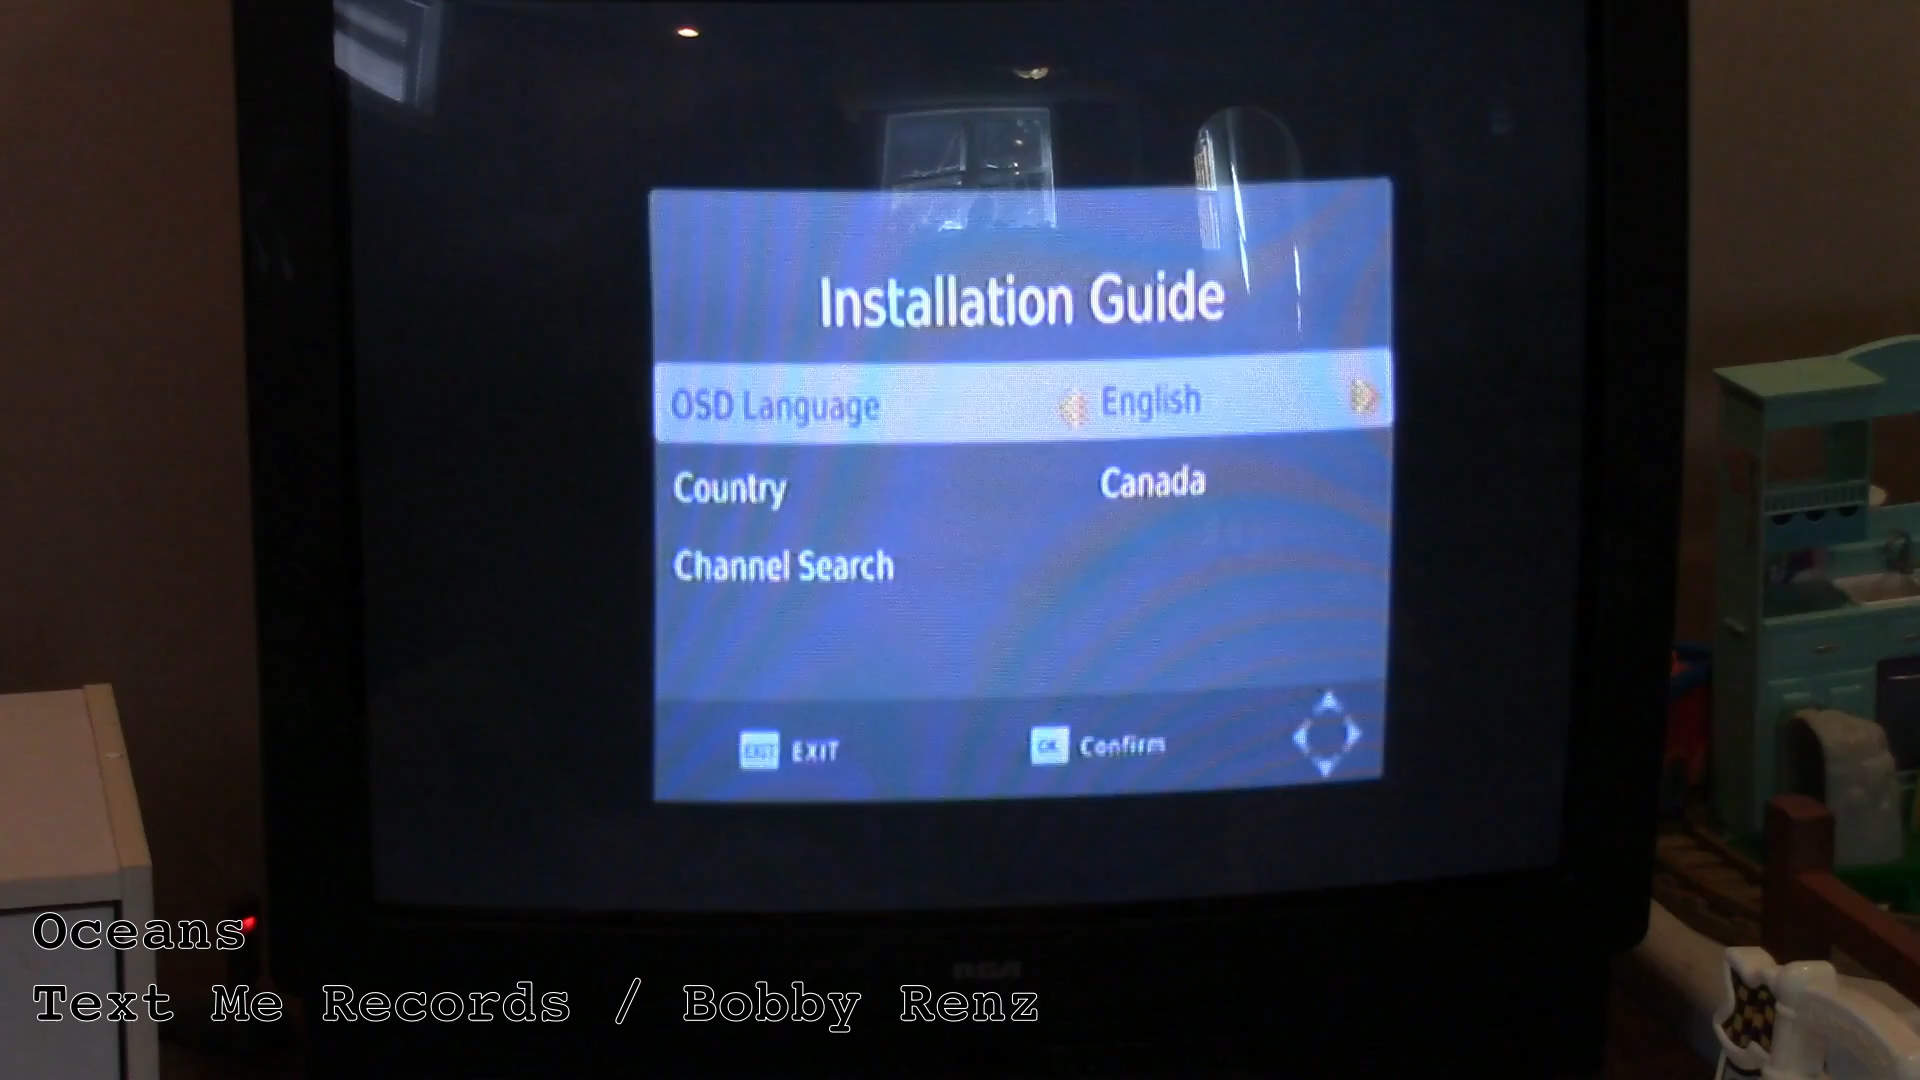 Installation Guide
OSD Language English
Country Canada
Channel Search
EXIT EXIT OK Confirm
RCA
Oceans
Text Me Records / Bobby Renz